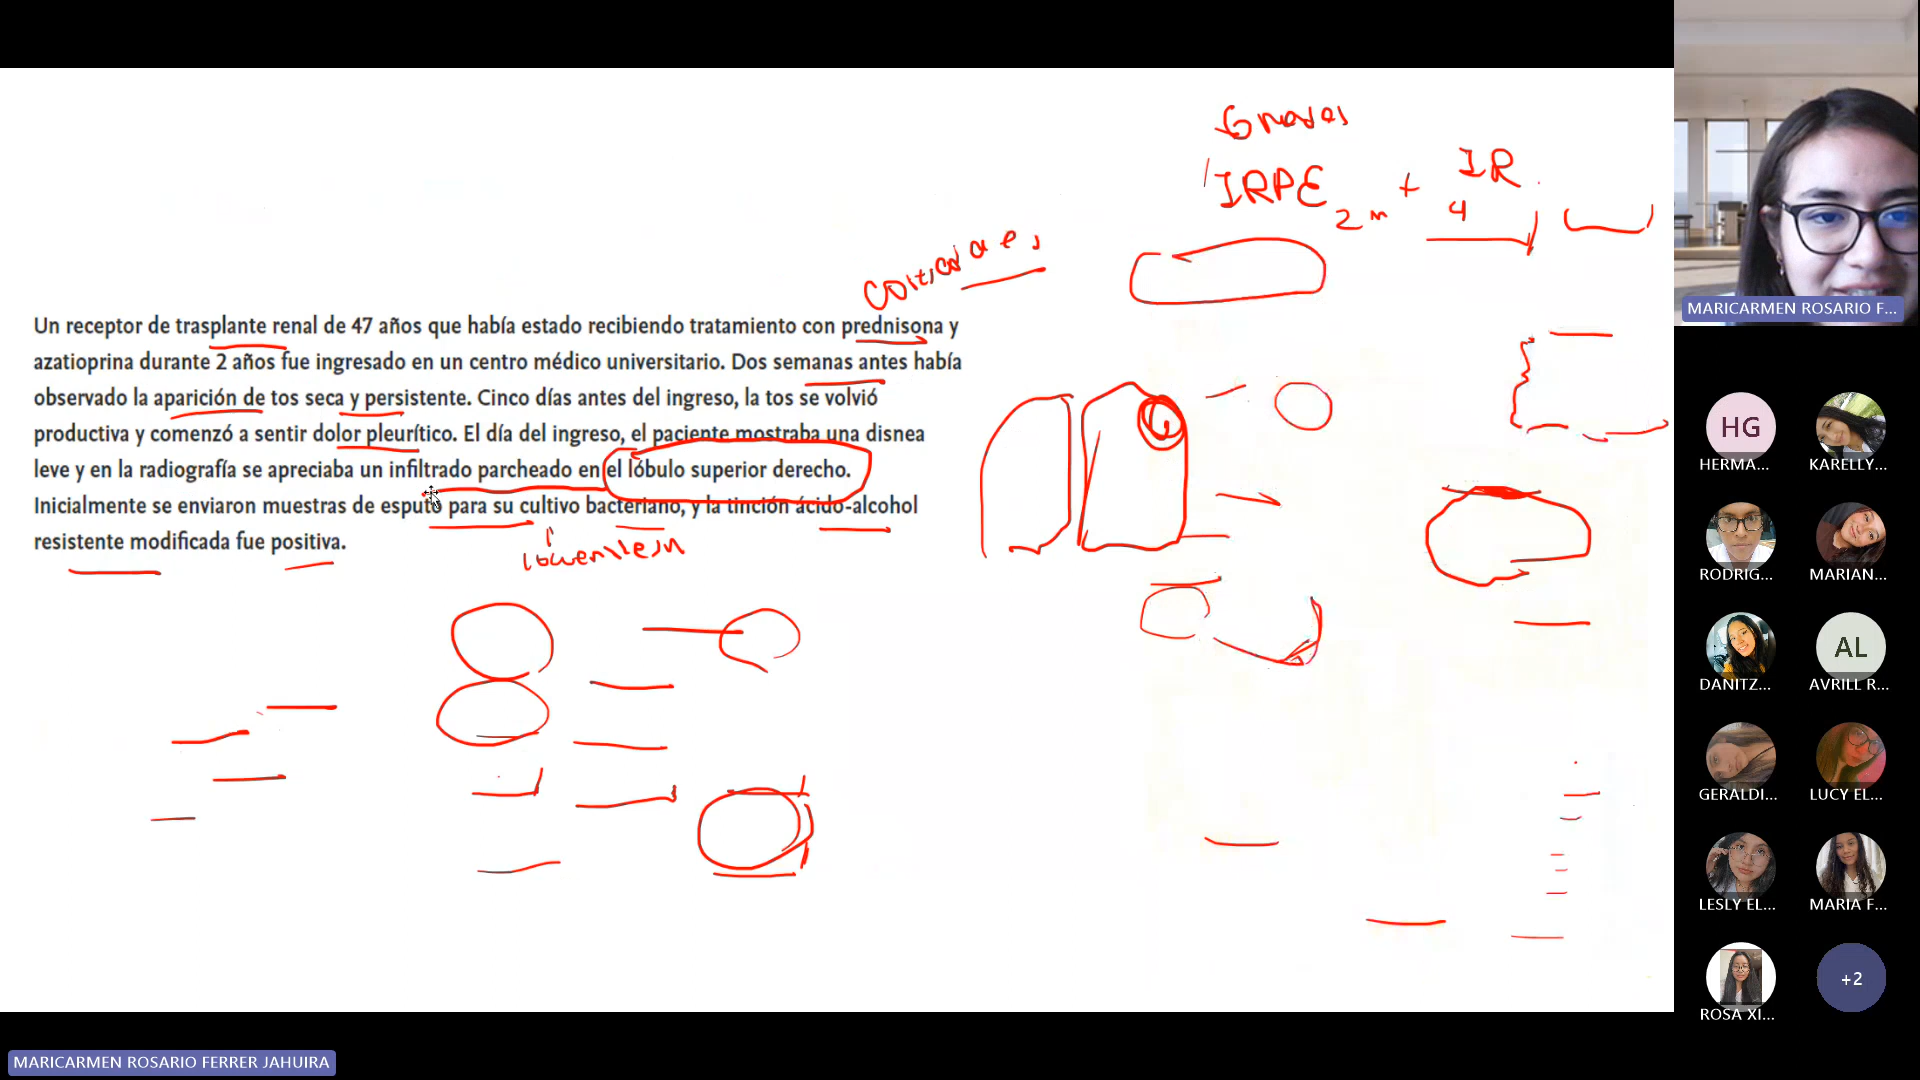 6 meses
IRPE 2 m + IR 4
Un receptor de trasplante renal de 47 años que había estado recibiendo tratamiento con prednisona y
azatioprina durante 2 años fue ingresado en un centro médico universitario. Dos semanas antes había
observado la aparición de tos seca y persistente. Cinco días antes del ingreso, la tos se volvió
productiva y comenzó a sentir dolor pleurítico. El día del ingreso, el paciente mostraba una disnea
leve y en la radiografía se apreciaba un infiltrado parcheado en el lóbulo superior derecho.
Inicialmente se enviaron muestras de esputo para su cultivo bacteriano, y la tinción ácido-alcohol
resistente modificada fue positiva.
MARICARMEN ROSARIO F...
HG
HERMA...
KARELLY...
RODRIG...
MARIAN...
DANITZ...
AL
AVRILL R...
GERALDI...
LUCY EL...
LESLY EL...
MARIA F...
ROSA XI...
+2
MARICARMEN ROSARIO FERRER JAHUIRA